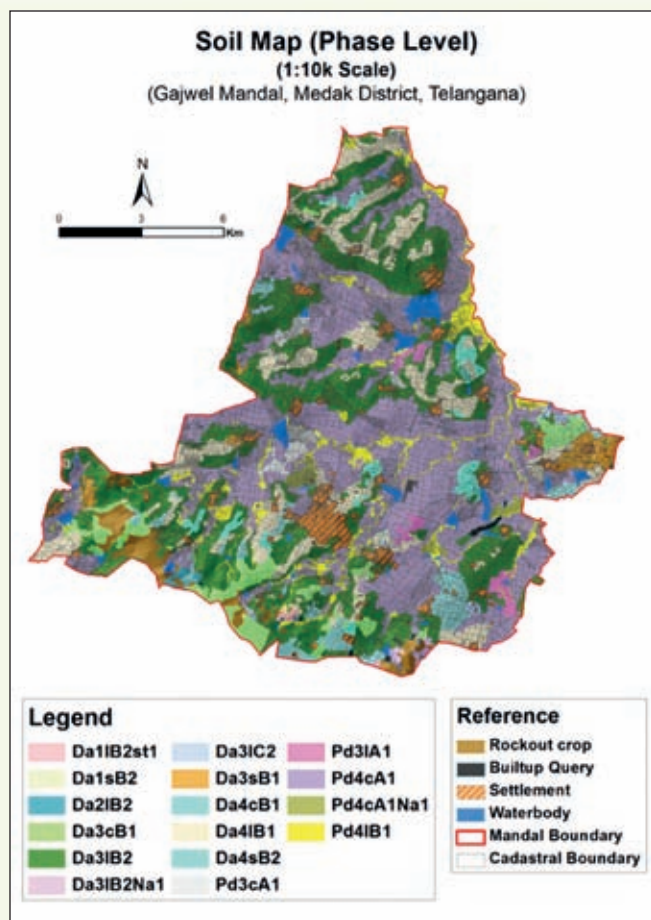 Soil Map (Phase Level)
(1:10k Scale)
(Gajwel Mandal, Medak District, Telangana)
N
0 3 6
Km
Legend
Da1lB2st1
Da1sB2
Da2lB2
Da3cB1
Da3lB2
Da3lB2Na1
Da3lC2
Da3sB1
Da4cB1
Da4lB1
Da4sB2
Pd3cA1
Pd3lA1
Pd4cA1
Pd4cA1Na1
Pd4lB1
Reference
Rockout crop
Builtup Query
Settlement
Waterbody
Mandal Boundary
Cadastral Boundary